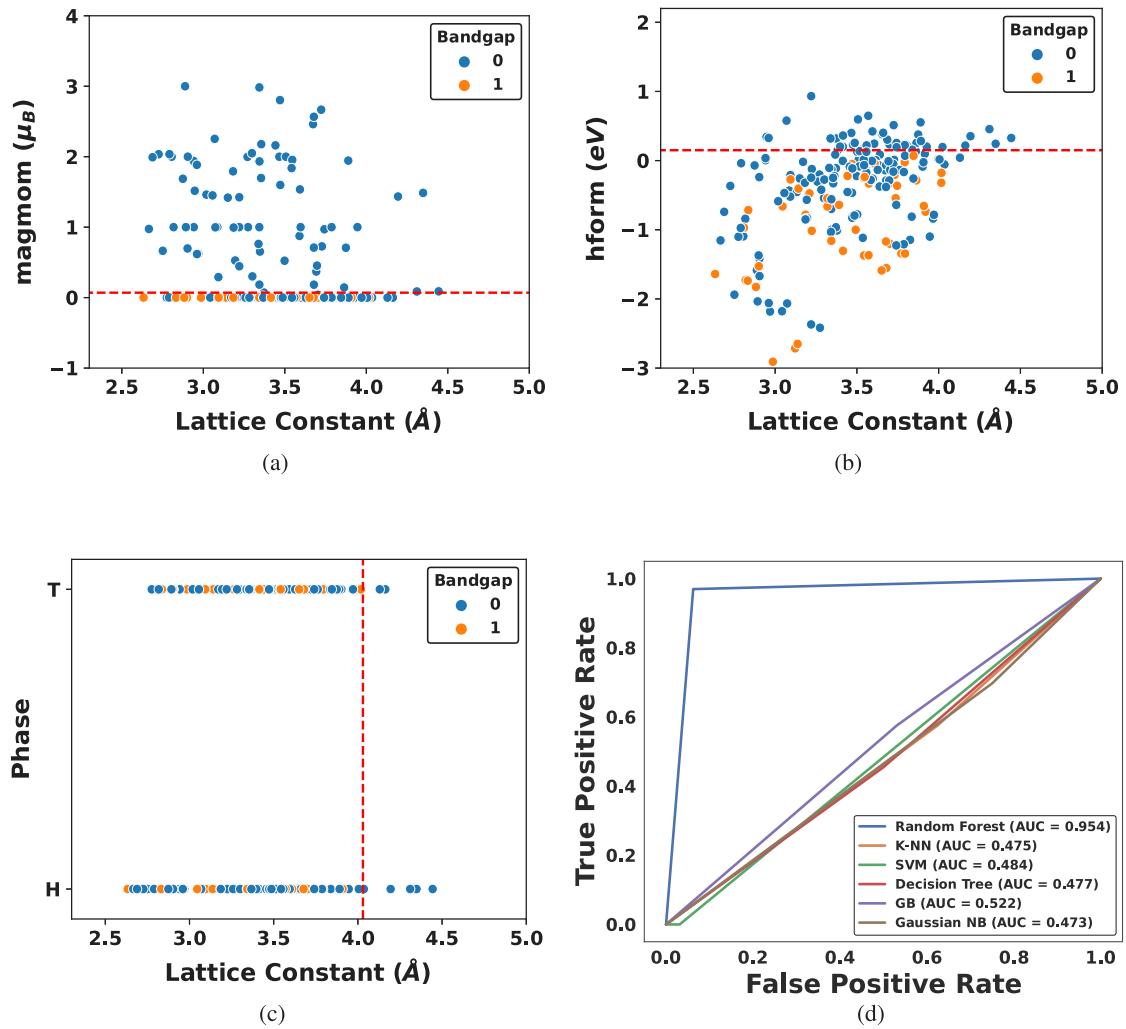 4
3
2
1
0
−1
magmom (μB)
Bandgap
0
1
2.5 3.0 3.5 4.0 4.5 5.0
Lattice Constant (Å)
(a)
2
1
0
−1
−2
−3
hform (eV)
Bandgap
0
1
2.5 3.0 3.5 4.0 4.5 5.0
Lattice Constant (Å)
(b)
T
H
Phase
Bandgap
0
1
2.5 3.0 3.5 4.0 4.5 5.0
Lattice Constant (Å)
(c)
1.0
0.8
0.6
0.4
0.2
0.0
True Positive Rate
Random Forest (AUC = 0.954)
K-NN (AUC = 0.475)
SVM (AUC = 0.484)
Decision Tree (AUC = 0.477)
GB (AUC = 0.522)
Gaussian NB (AUC = 0.473)
0.0 0.2 0.4 0.6 0.8 1.0
False Positive Rate
(d)